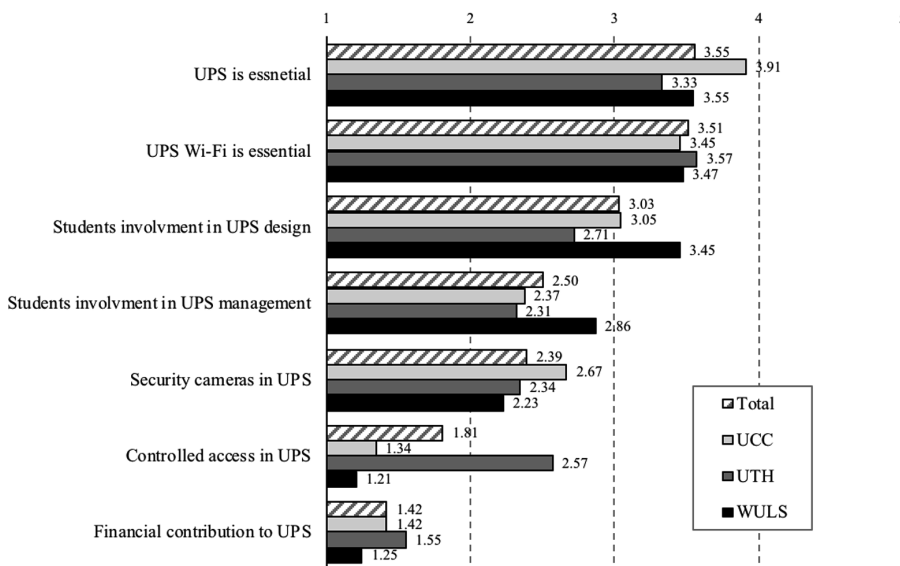 1 2 3 4
UPS is essnetial
3.55
3.91
3.33
3.55
UPS Wi-Fi is essential
3.51
3.45
3.57
3.47
Students involvment in UPS design
3.03
3.05
2.71
3.45
Students involvment in UPS management
2.50
2.37
2.31
2.86
Security cameras in UPS
2.39
2.67
2.34
2.23
Controlled access in UPS
1.81
1.34
2.57
1.21
Financial contribution to UPS
1.42
1.42
1.55
1.25
Total
UCC
UTH
WULS